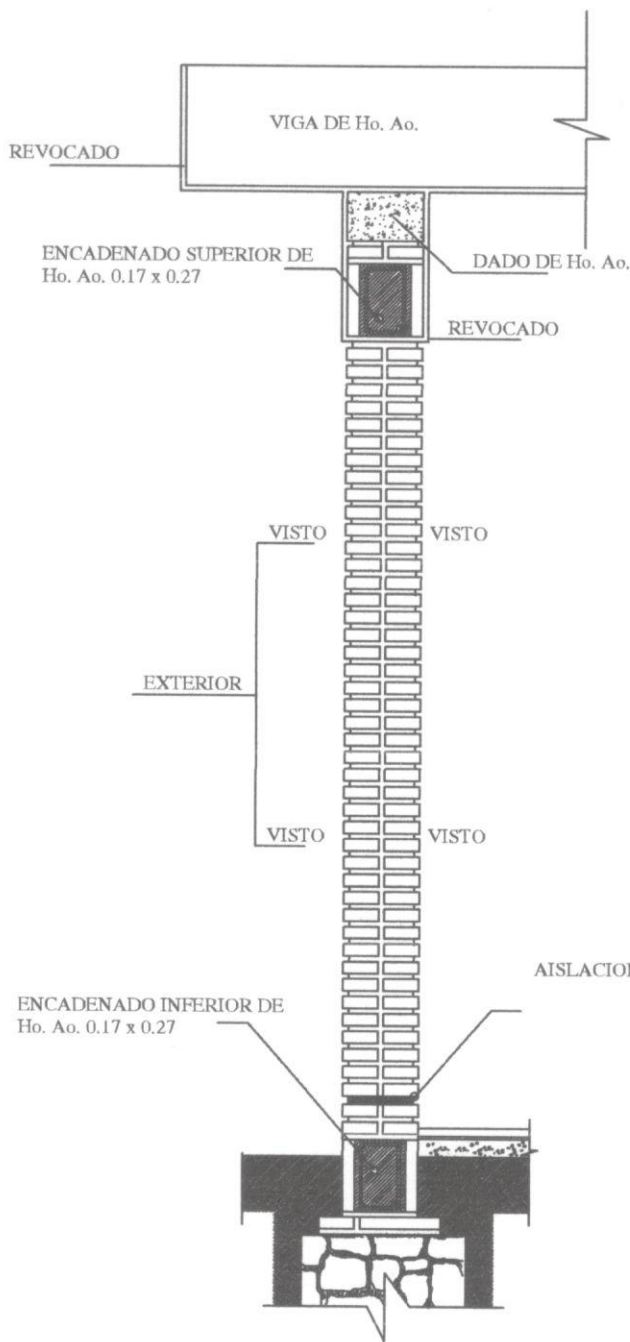 VIGA DE Ho. Ao.
REVOCADO
ENCADENADO SUPERIOR DE
Ho. Ao. 0.17 x 0.27
DADO DE Ho. Ao.
REVOCADO
VISTO
VISTO
EXTERIOR
VISTO
VISTO
AISLACION
ENCADENADO INFERIOR DE
Ho. Ao. 0.17 x 0.27